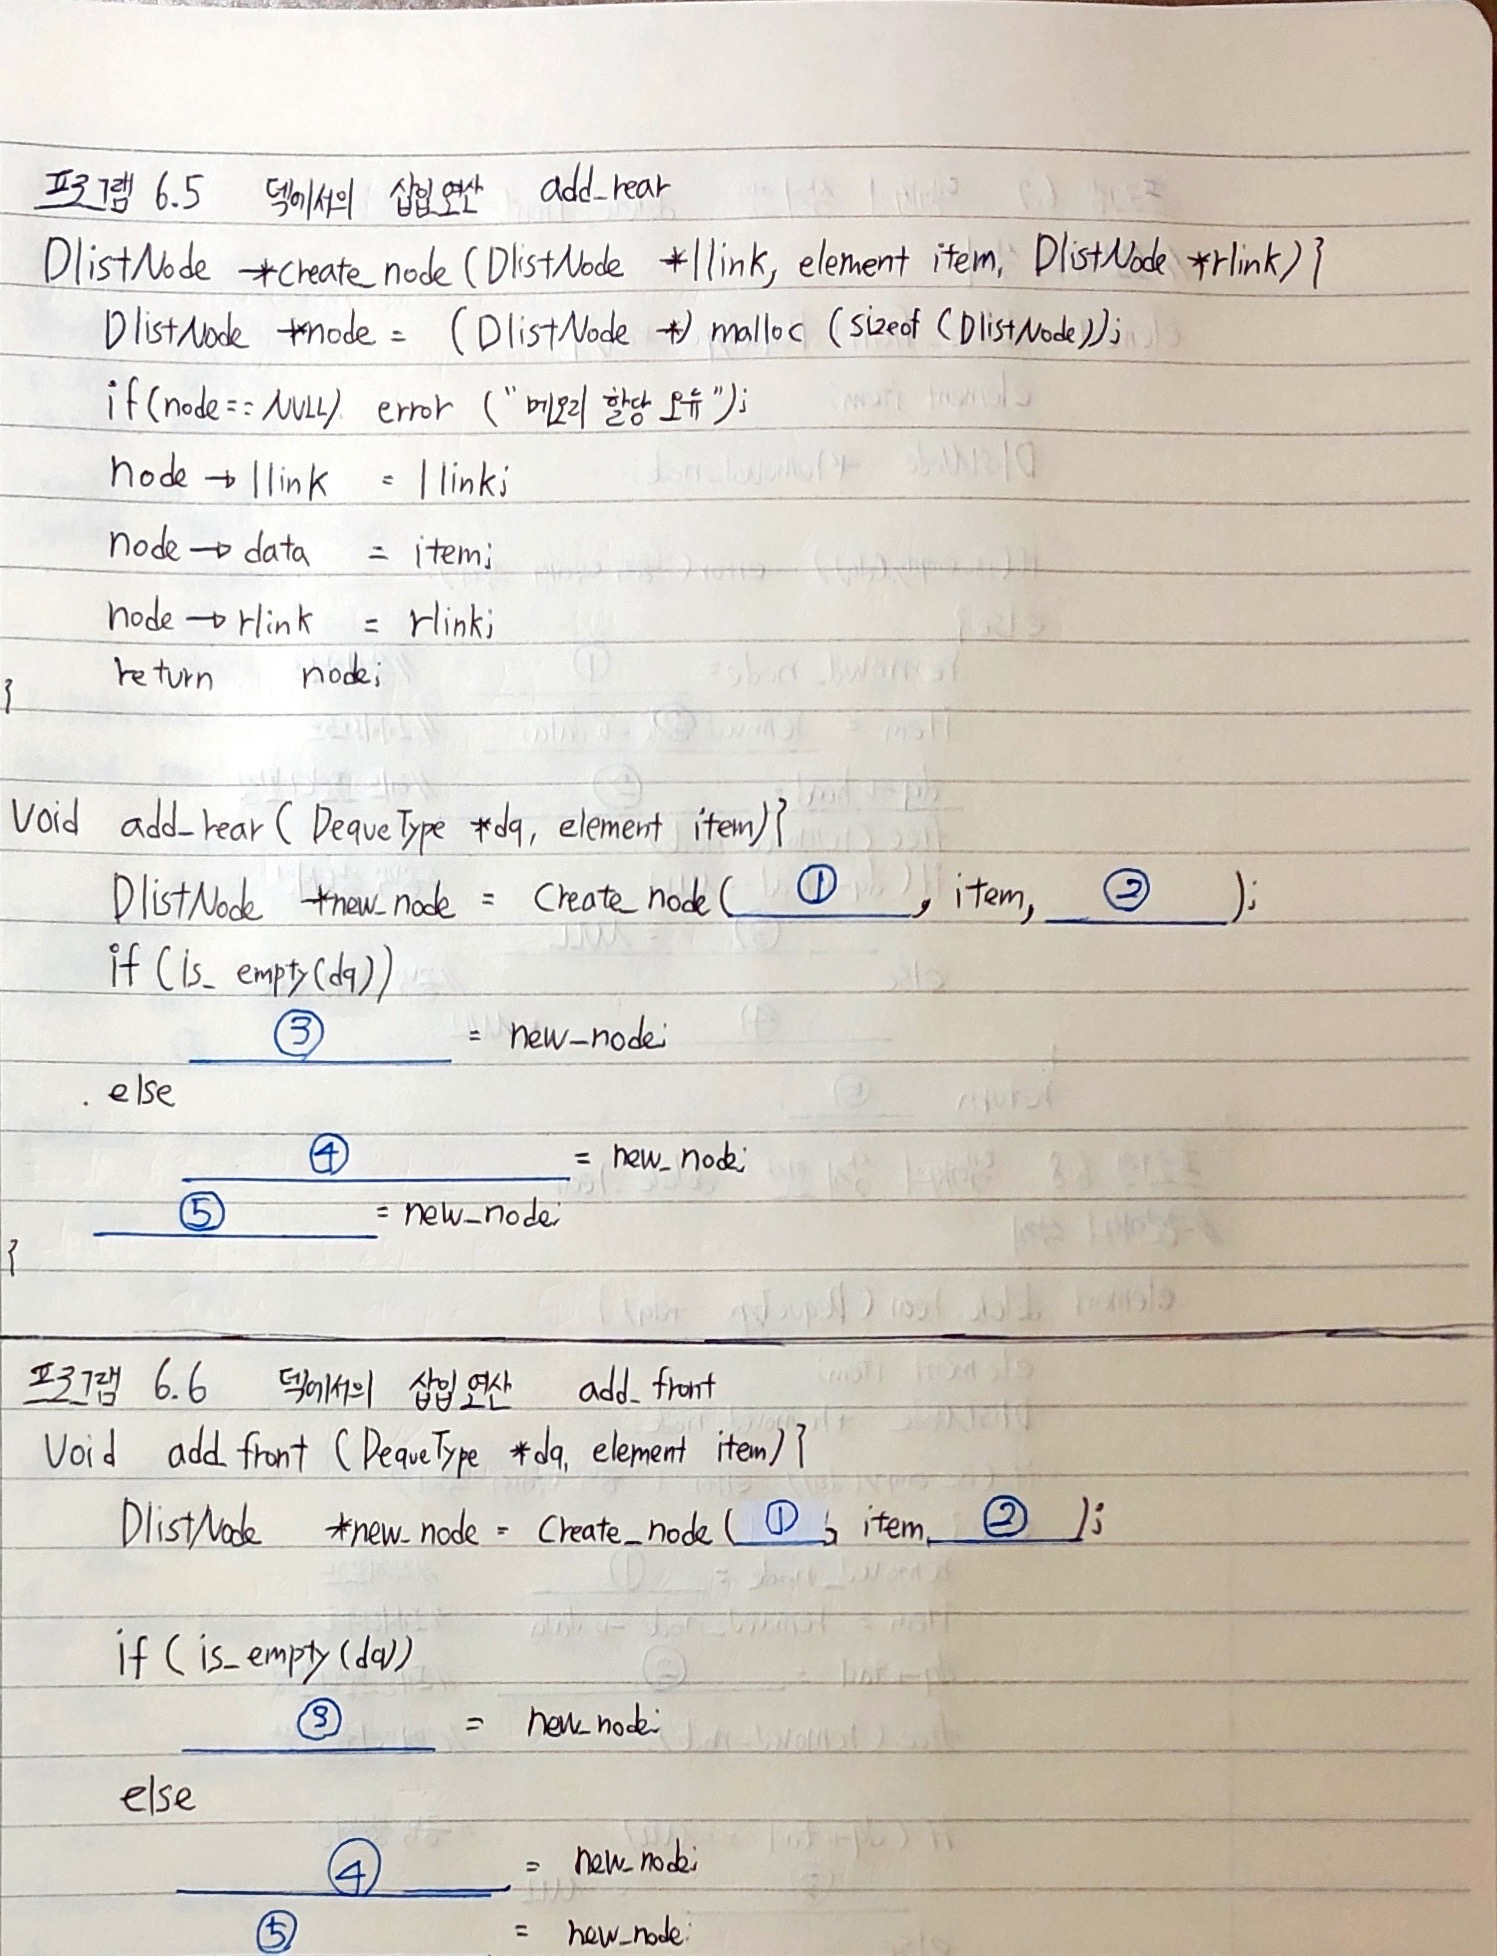 프로그램 6.5 덱에서의 삽입연산 add_rear
DlistNode *create_node (DlistNode *llink, element item, DlistNode *rlink) {
DlistNode *node = (DlistNode *) malloc (sizeof (DlistNode));
if(node == NULL) error ("메모리 할당 오류");
node → llink = llink;
node → data = item;
node → rlink = rlink;
return node;
}
Void add_rear ( DequeType *dq, element item) {
DlistNode *new_node = Create_node ( ① , item, ② );
if (is_empty(dq))
③ = new_node;
else
④ = new_node;
⑤ = new_node;
}
프로그램 6.6 덱에서의 삽입연산 add_front
Void add_front (DequeType *dq, element item) {
DlistNode *new_node = Create_node ( ① , item, ② );
if ( is_empty (dq))
③ = new_node;
else
④ = new_node;
⑤ = new_node;